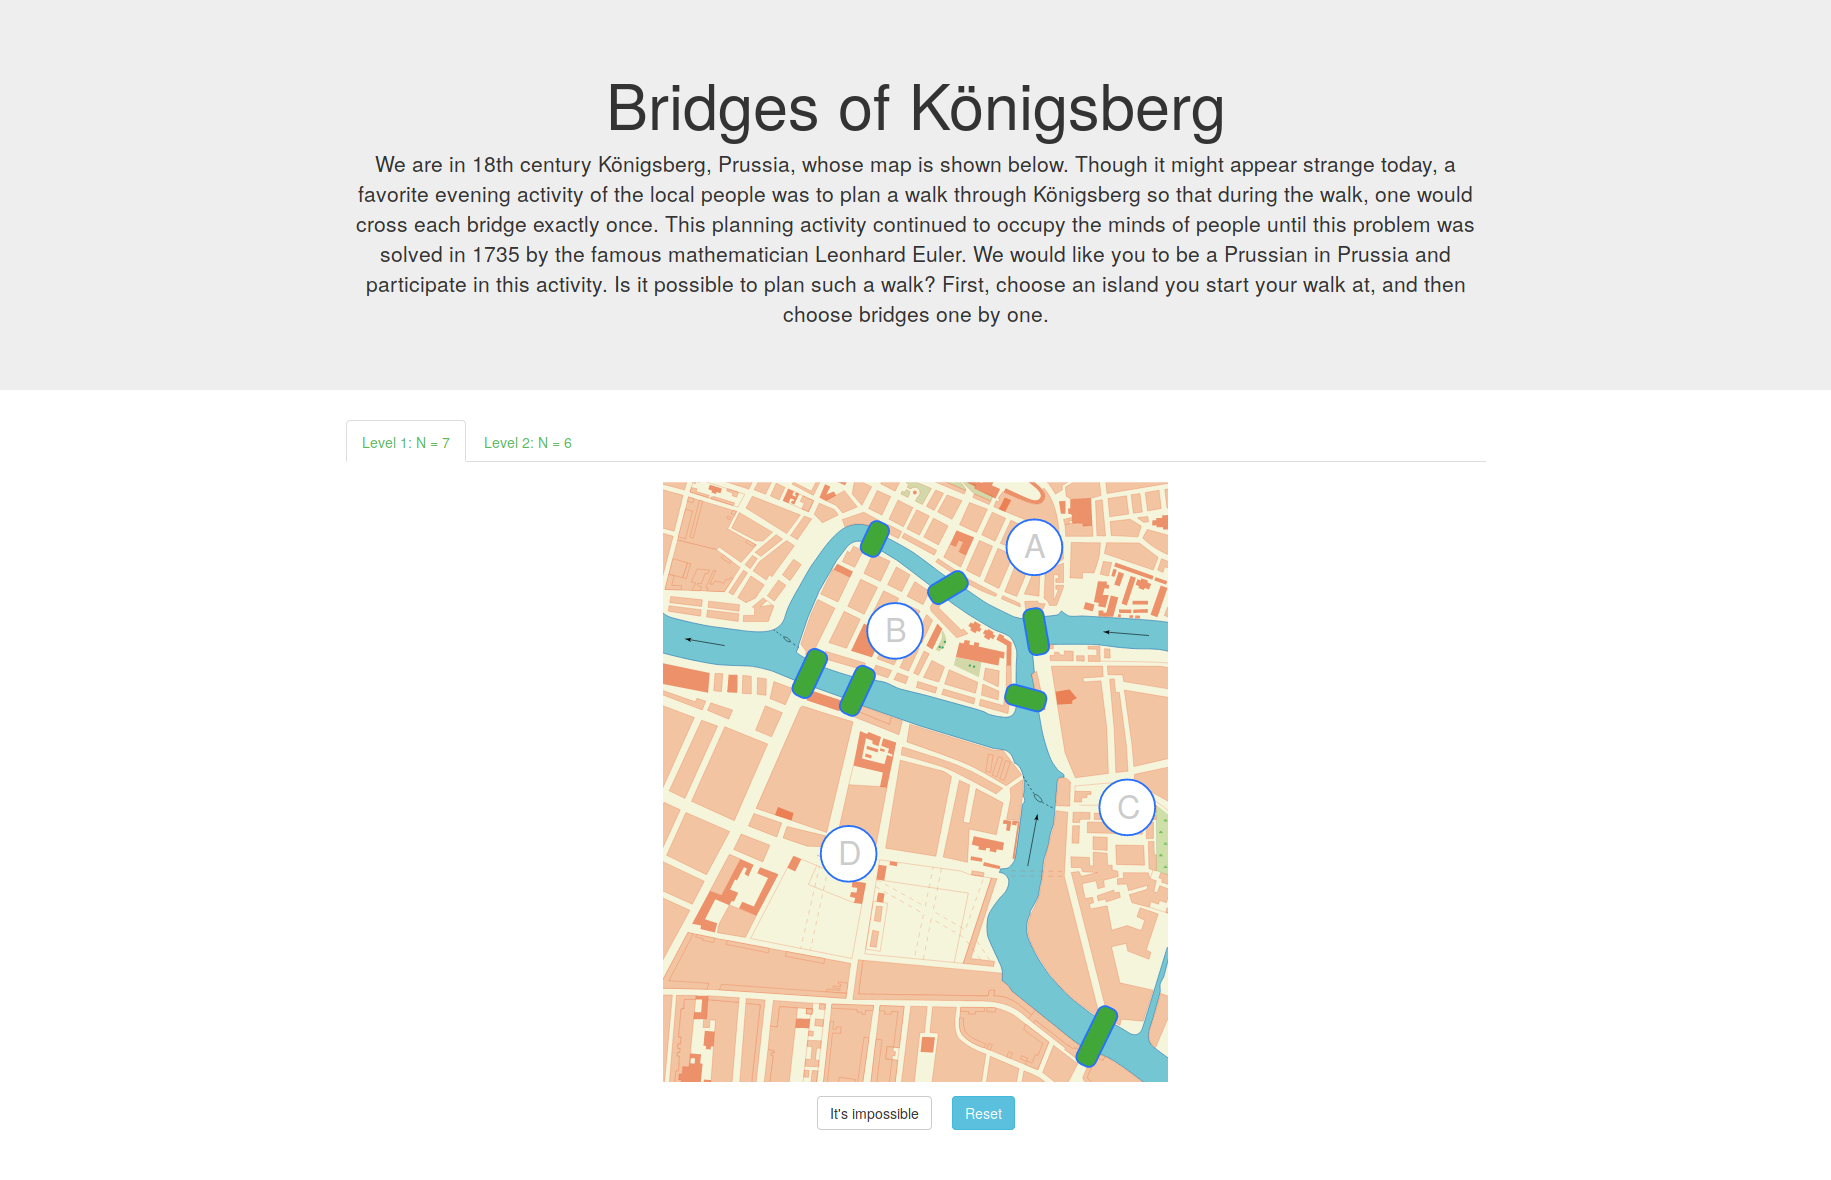 Bridges of Königsberg
We are in 18th century Königsberg, Prussia, whose map is shown below. Though it might appear strange today, a
favorite evening activity of the local people was to plan a walk through Königsberg so that during the walk, one would
cross each bridge exactly once. This planning activity continued to occupy the minds of people until this problem was
solved in 1735 by the famous mathematician Leonhard Euler. We would like you to be a Prussian in Prussia and
participate in this activity. Is it possible to plan such a walk? First, choose an island you start your walk at, and then
choose bridges one by one.
Level 1: N = 7
Level 2: N = 6
A
B
C
D
It's impossible
Reset